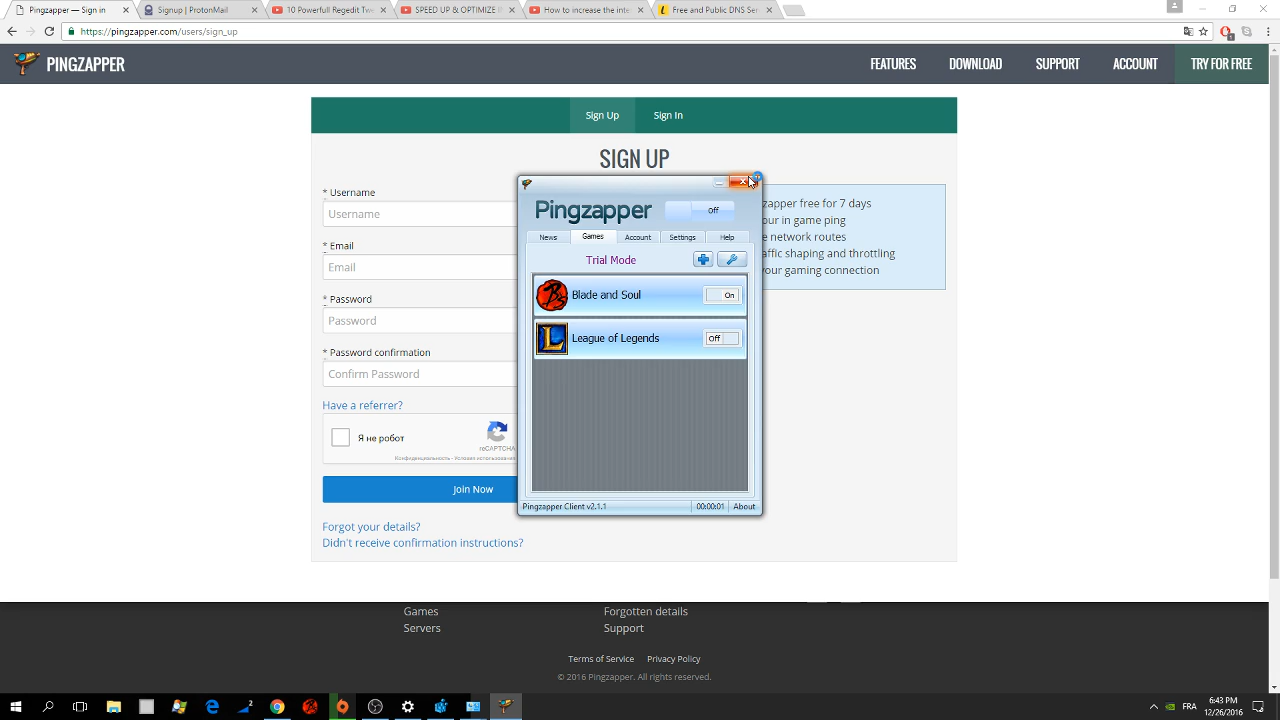 Pingzapper — Sign in
Signup | ProtonMail
10 Powerfull Regedit Twe
SPEED UP & OPTIMIZE
How to increase the inte
Free and Public DNS Ser
https://pingzapper.com/users/sign_up
PINGZAPPER
FEATURES
DOWNLOAD
SUPPORT
ACCOUNT
TRY FOR FREE
Sign Up
Sign In
SIGN UP
* Username
Username
* Email
Email
* Password
Password
* Password confirmation
Confirm Password
Have a referrer?
Я не робот
reCAPTCHA
Конфиденциальность - Условия использования
Join Now
Forgot your details?
Didn't receive confirmation instructions?
gzapper free for 7 days
our in game ping
e network routes
affic shaping and throttling
your gaming connection
Pingzapper
Off
News
Games
Account
Settings
Help
Trial Mode
Blade and Soul
On
League of Legends
Off
Pingzapper Client v2.1.1
00:00:01
About
Games
Forgotten details
Servers
Support
Terms of Service
Privacy Policy
© 2016 Pingzapper. All rights reserved.
FRA
6:43 PM
12/26/2016